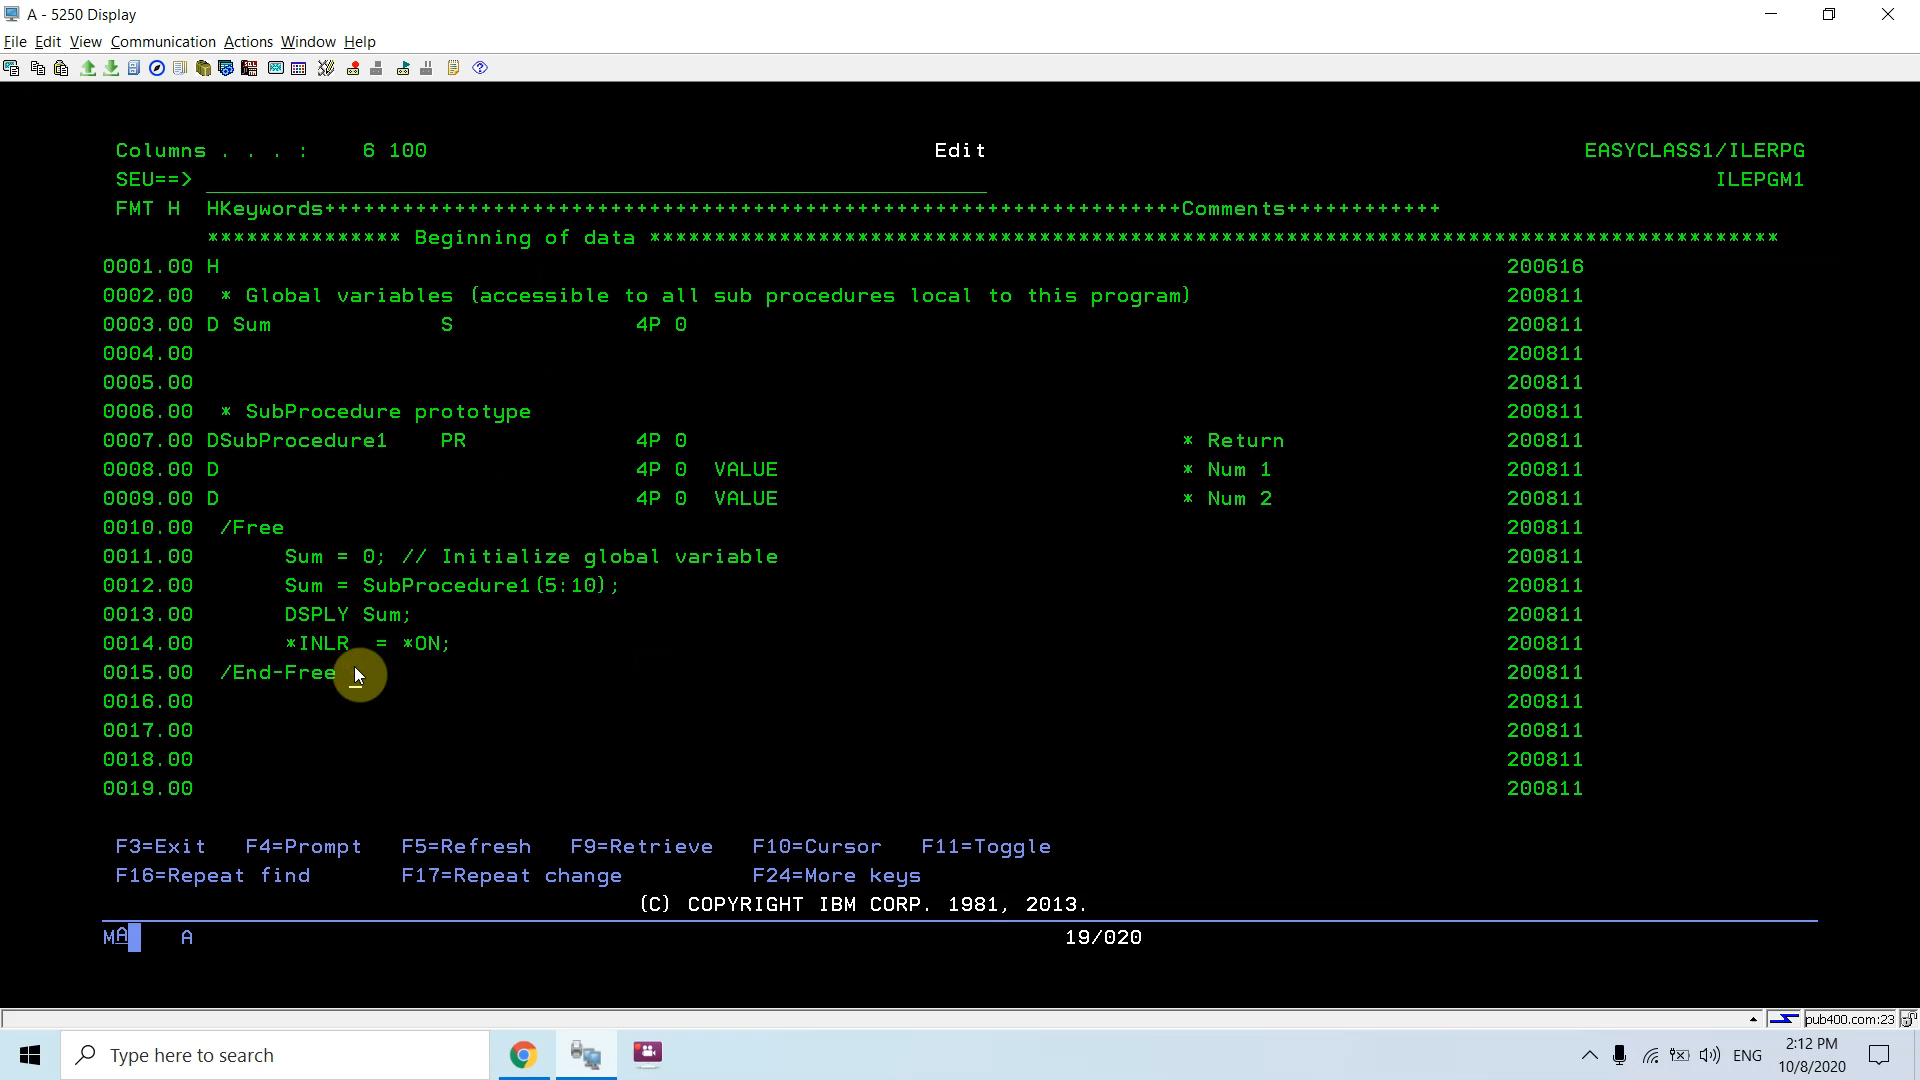 A - 5250 Display
File Edit View Communication Actions Window Help
Columns . . . :    6 100    Edit    EASYCLASS1/ILERPG
SEU==>    ILEPGM1
FMT H  HKeywords++++++++++++++++++++++++++++++++++++++++++++++++++++++++++++++++++Comments++++++++++++
*************** Beginning of data ***************************************************************************************
0001.00 H    200616
0002.00  * Global variables (accessible to all sub procedures local to this program)    200811
0003.00 D Sum             S              4P 0    200811
0004.00    200811
0005.00    200811
0006.00  * SubProcedure prototype    200811
0007.00 DSubProcedure1    PR             4P 0    * Return    200811
0008.00 D                                4P 0  VALUE    * Num 1    200811
0009.00 D                                4P 0  VALUE    * Num 2    200811
0010.00  /Free    200811
0011.00       Sum = 0; // Initialize global variable    200811
0012.00       Sum = SubProcedure1(5:10);    200811
0013.00       DSPLY Sum;    200811
0014.00       *INLR  = *ON;    200811
0015.00  /End-Free    200811
0016.00    200811
0017.00    200811
0018.00    200811
0019.00    200811
F3=Exit   F4=Prompt   F5=Refresh   F9=Retrieve   F10=Cursor   F11=Toggle
F16=Repeat find       F17=Repeat change          F24=More keys
(C) COPYRIGHT IBM CORP. 1981, 2013.
MA    A    19/020
pub400.com:23
Type here to search    ENG    2:12 PM
10/8/2020